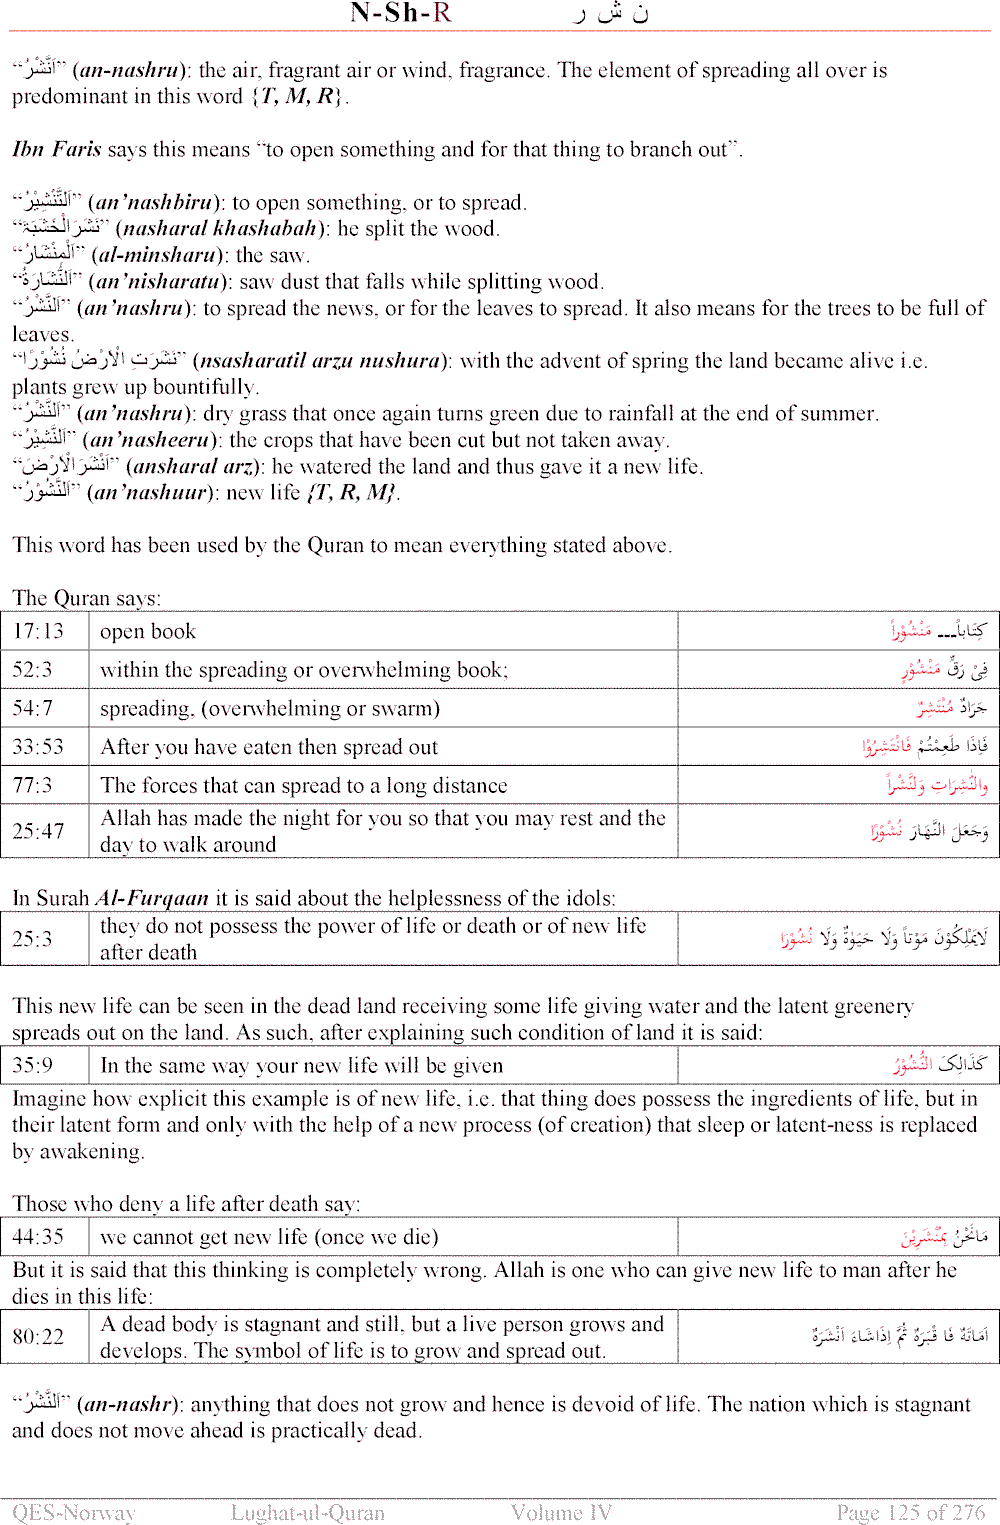 N-Sh-R ن ش ر
“اَلنَّشْرُ” (an-nashru): the air, fragrant air or wind, fragrance. The element of spreading all over is
predominant in this word {T, M, R}.
Ibn Faris says this means “to open something and for that thing to branch out”.
“اَلتَّنْشِيْرُ” (an’nashbiru): to open something, or to spread.
“نَشَرَ الْخَشَبَةَ” (nasharal khashabah): he split the wood.
“اَلْمِنْشَارُ” (al-minsharu): the saw.
“اَلنُّشَارَةُ” (an’nisharatu): saw dust that falls while splitting wood.
“اَلنَّشْرُ” (an’nashru): to spread the news, or for the leaves to spread. It also means for the trees to be full of
leaves.
“نَشَرَتِ الْاَرْضُ نُشُوْرًا” (nsasharatil arzu nushura): with the advent of spring the land became alive i.e.
plants grew up bountifully.
“اَلنَّشْرُ” (an’nashru): dry grass that once again turns green due to rainfall at the end of summer.
“اَلنَّشِيْرُ” (an’nasheeru): the crops that have been cut but not taken away.
“اَنْشَرَ الْاَرْضَ” (ansharal arz): he watered the land and thus gave it a new life.
“اَلنَّشُوْرُ” (an’nashuur): new life {T, R, M}.
This word has been used by the Quran to mean everything stated above.
The Quran says:
17:13 open book كِتَاباً--- مَنْشُوْراً
52:3 within the spreading or overwhelming book; فِیْ رَقٍّ مَنْشُوْرٍ
54:7 spreading, (overwhelming or swarm) جَرَادٌ مُنْتَشِرٌ
33:53 After you have eaten then spread out فَاِذَا طَعِمْتُمْ فَانْتَشِرُوْا
77:3 The forces that can spread to a long distance والنّٰشِرَاتِ وَلنَّشْراً
25:47 Allah has made the night for you so that you may rest and the
day to walk around وَجَعَلَ النَّهَارَ نُشُوْرًا
In Surah Al-Furqaan it is said about the helplessness of the idols:
25:3 they do not possess the power of life or death or of new life
after death لَایَمْلِکُوْنَ مَوْتاً وَلَا حَیَوٰةٌ وَلَا نُشُوْرَا
This new life can be seen in the dead land receiving some life giving water and the latent greenery
spreads out on the land. As such, after explaining such condition of land it is said:
35:9 In the same way your new life will be given کَذَالِکَ النُّشُوْرُ
Imagine how explicit this example is of new life, i.e. that thing does possess the ingredients of life, but in
their latent form and only with the help of a new process (of creation) that sleep or latent-ness is replaced
by awakening.
Those who deny a life after death say:
44:35 we cannot get new life (once we die) مَانَحْنُ بِمُنْشَرِیْنَ
But it is said that this thinking is completely wrong. Allah is one who can give new life to man after he
dies in this life:
80:22 A dead body is stagnant and still, but a live person grows and
develops. The symbol of life is to grow and spread out. اَمَاتَهٗ فَا قْبَرَهٗ ثُمَّ اِذَاشَاءَ اَنْشَرَهٗ
“اَلنَّشْرُ” (an-nashr): anything that does not grow and hence is devoid of life. The nation which is stagnant
and does not move ahead is practically dead.
QES-Norway Lughat-ul-Quran Volume IV Page 125 of 276